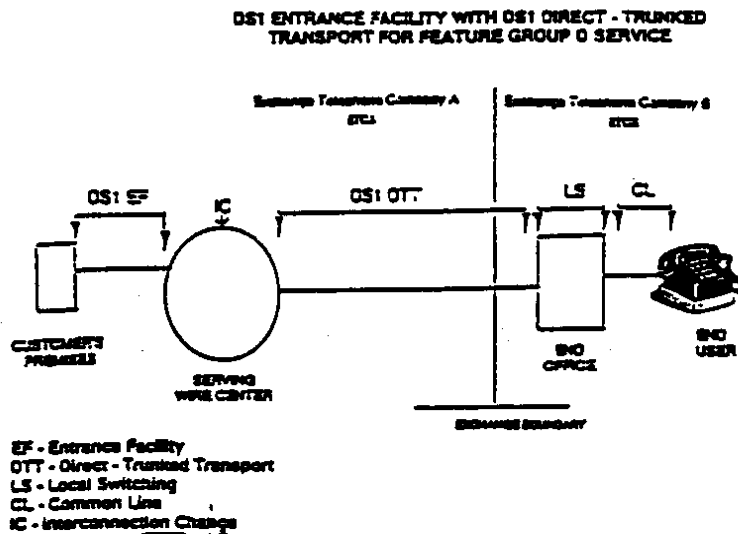 DS1 ENTRANCE FACILITY WITH DS1 DIRECT - TRUNKED
TRANSPORT FOR FEATURE GROUP D SERVICE
Exchange Telephone Company A
Exchange Telephone Company B
DS1 EF
IC
DS1 DTT
LS
CL
CUSTOMER'S
PREMISES
SERVING
WIRE CENTER
END
OFFICE
END
USER
EXCHANGE BOUNDARY
EF - Entrance Facility
DTT - Direct - Trunked Transport
LS - Local Switching
CL - Common Line
IC - Interconnection Charge